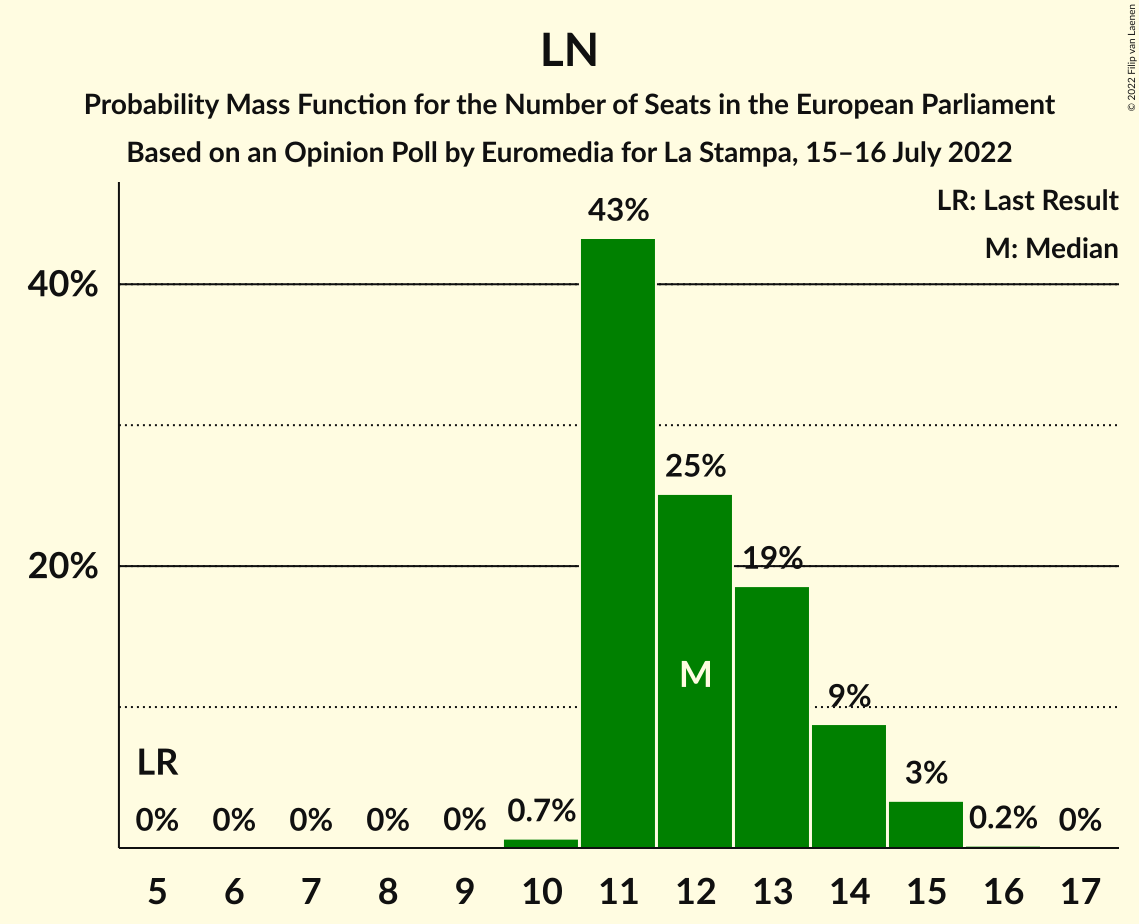 LN
Probability Mass Function for the Number of Seats in the European Parliament
Based on an Opinion Poll by Euromedia for La Stampa, 15–16 July 2022
© 2022 Filip van Laenen
LR: Last Result
M: Median
43%
40%
25%
20%
19%
M
9%
LR
3%
0% 0% 0% 0% 0% 0.7% 0.2% 0%
5 6 7 8 9 10 11 12 13 14 15 16 17